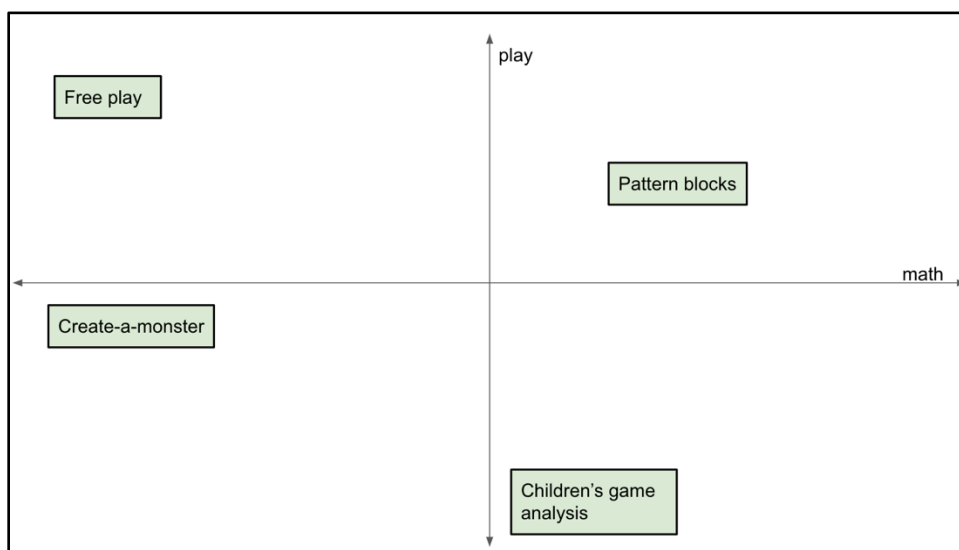 play
Free play
Pattern blocks
math
Create-a-monster
Children’s game
analysis